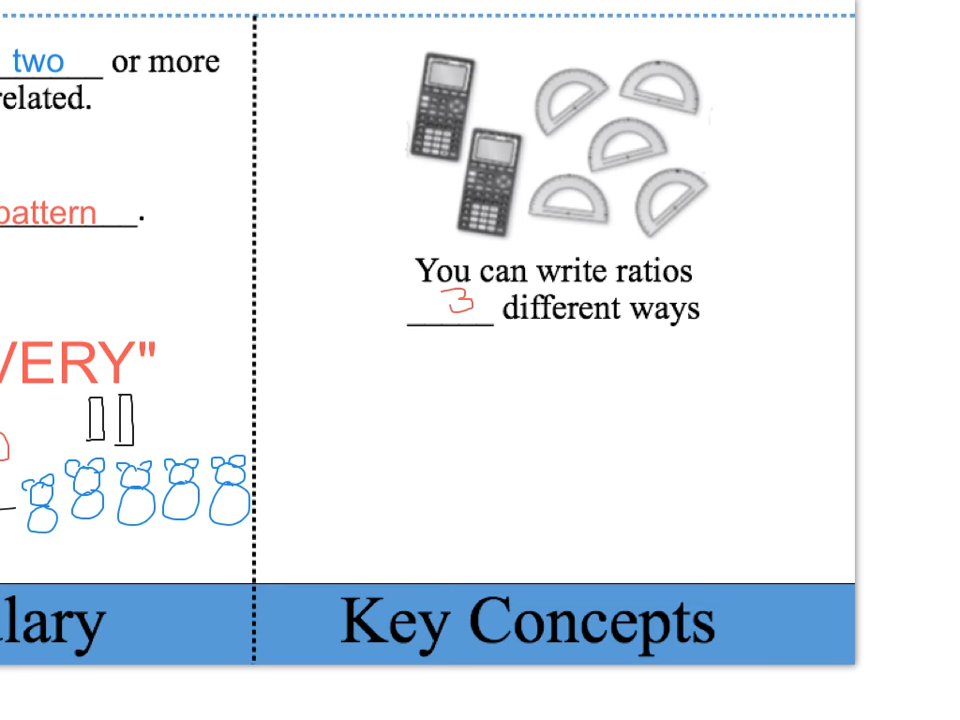 two or more
related.
pattern.
VERY"
You can write ratios
3 different ways
lary
Key Concepts